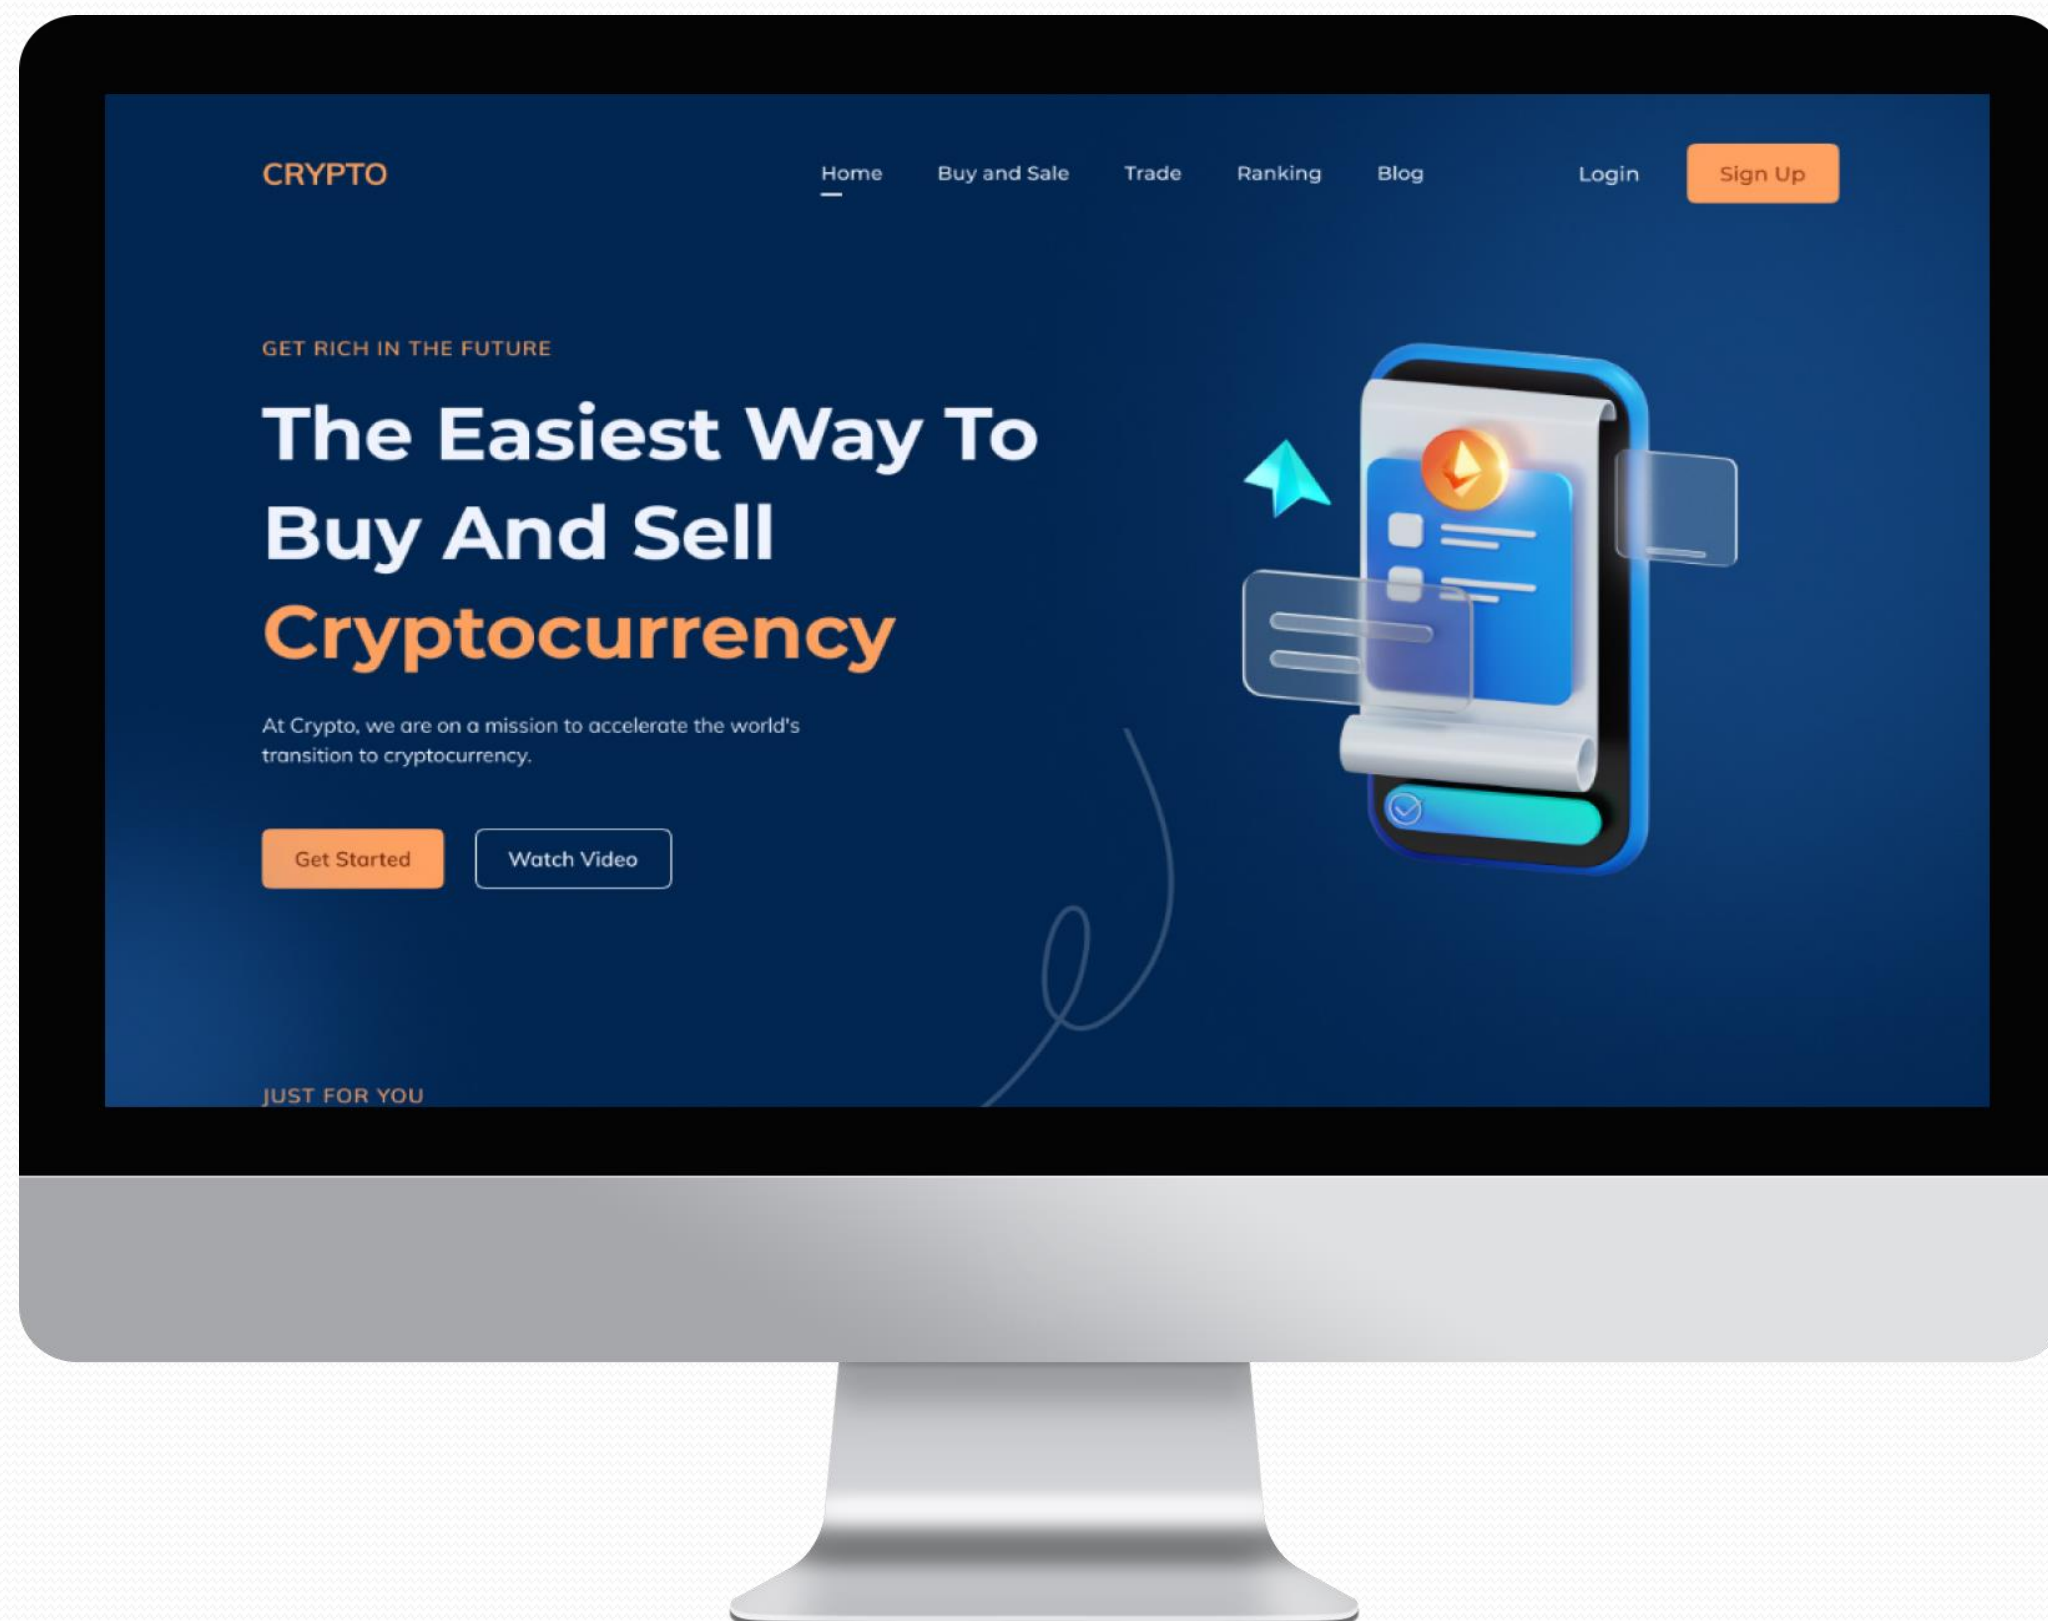 CRYPTO
Home Buy and Sale Trade Ranking Blog Login Sign Up
GET RICH IN THE FUTURE
The Easiest Way To
Buy And Sell
Cryptocurrency
At Crypto, we are on a mission to accelerate the world's
transition to cryptocurrency.
Get Started Watch Video
JUST FOR YOU